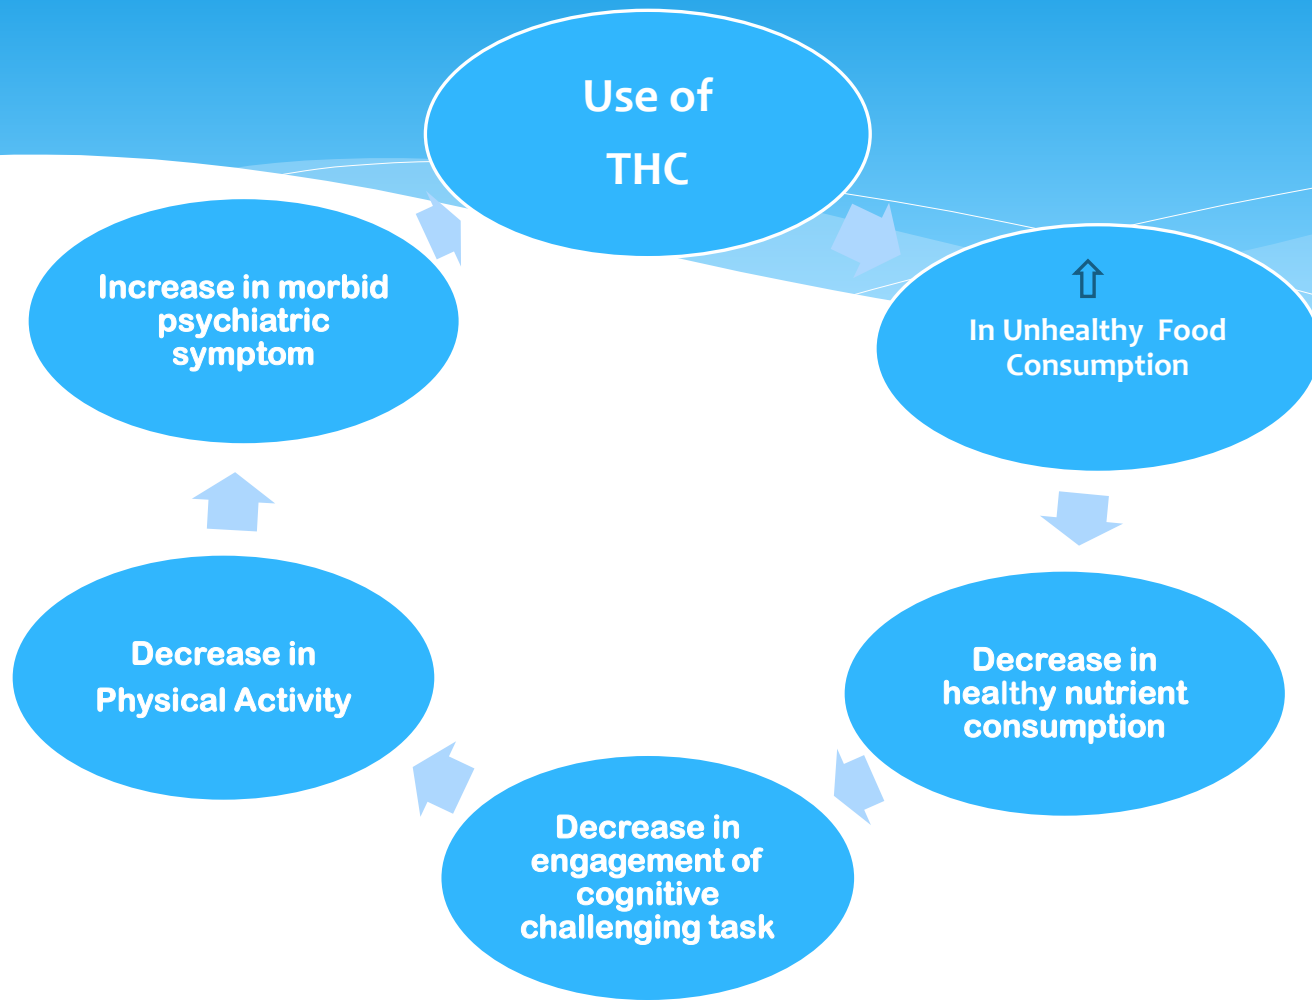 Use of
THC
⇧
In Unhealthy Food
Consumption
Decrease in
healthy nutrient
consumption
Decrease in
engagement of
cognitive
challenging task
Decrease in
Physical Activity
Increase in morbid
psychiatric
symptom